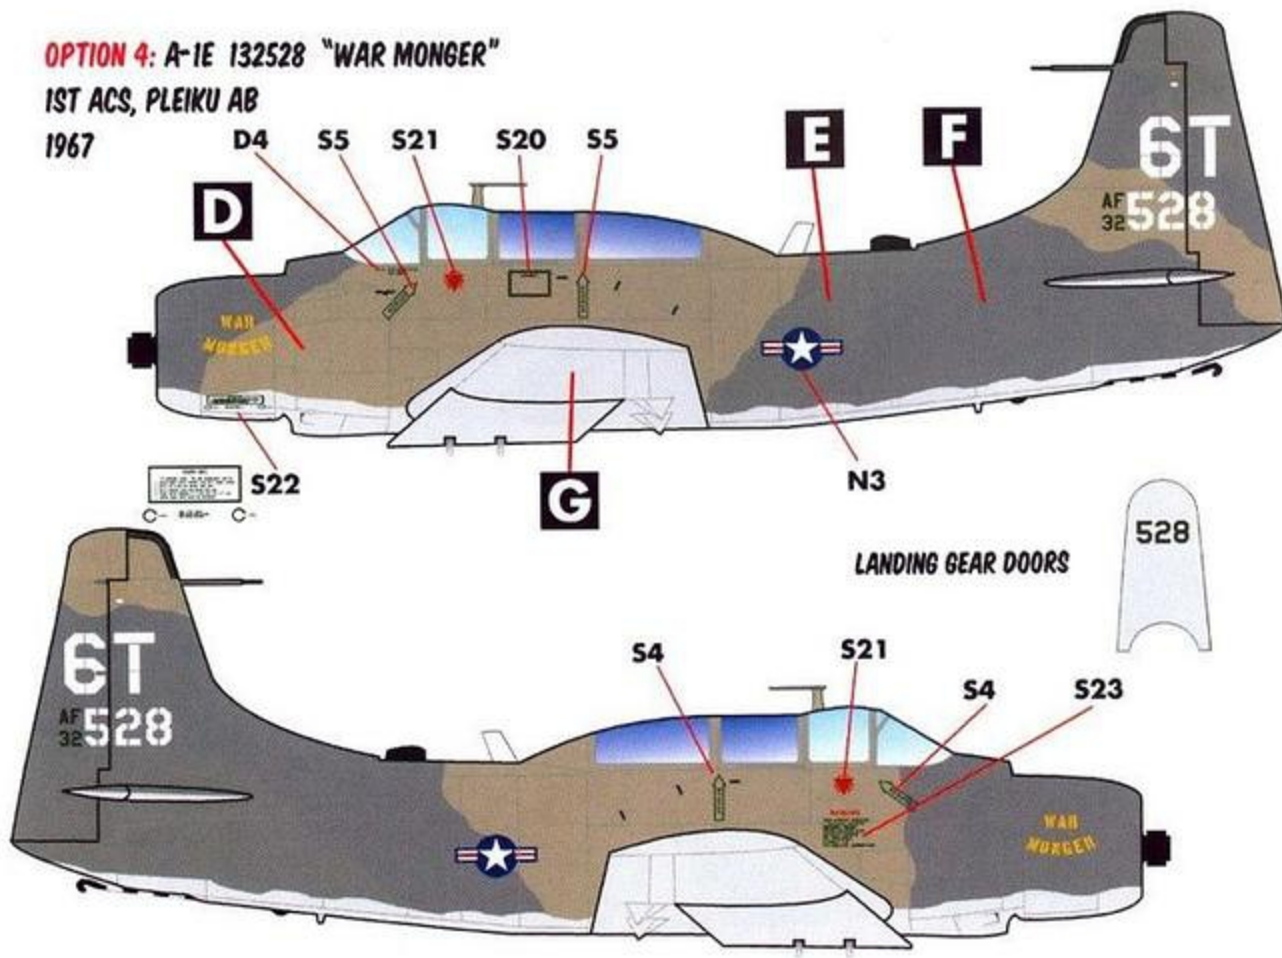 OPTION 4: A-1E 132528 "WAR MONGER"
1ST ACS, PLEIKU AB
1967
D4 S5 S21 S20 S5
E F
D
6T
AF
32 528
WAR
MONGER
S22
G
N3
528
LANDING GEAR DOORS
6T
AF
32 528
S4 S21 S4 S23
WAR
MONGER